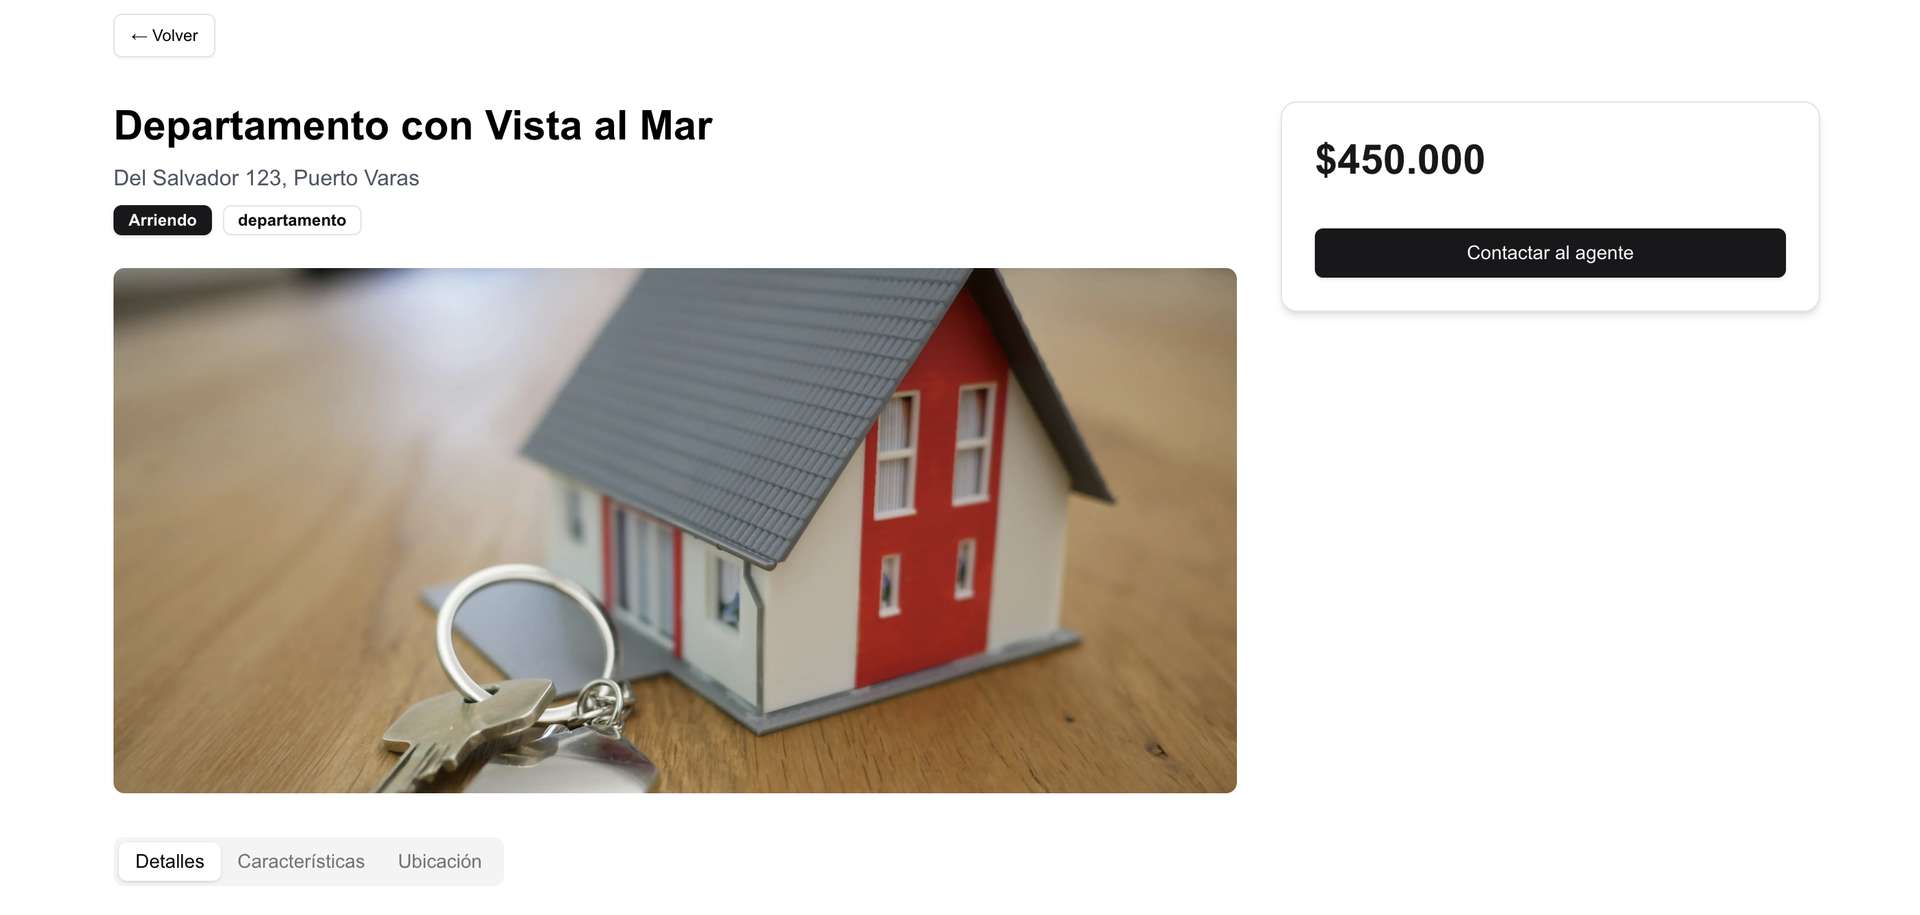 ← Volver
Departamento con Vista al Mar
Del Salvador 123, Puerto Varas
Arriendo departamento
$450.000
Contactar al agente
Detalles Características Ubicación